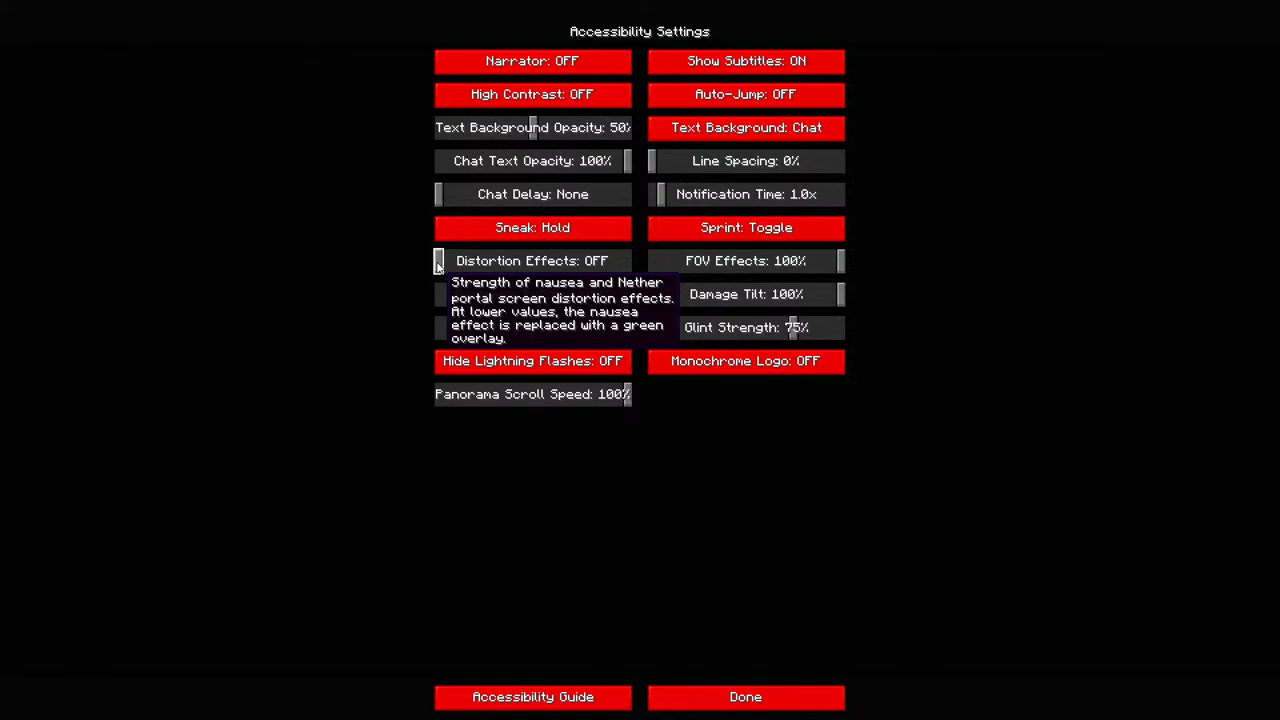 Accessibility Settings
Narrator: OFF
Show Subtitles: ON
High Contrast: OFF
Auto-Jump: OFF
Text Background Opacity: 50%
Text Background: Chat
Chat Text Opacity: 100%
Line Spacing: 0%
Chat Delay: None
Notification Time: 1.0x
Sneak: Hold
Sprint: Toggle
Distortion Effects: OFF
FOV Effects: 100%
Strength of nausea and Nether
portal screen distortion effects.
At lower values, the nausea
effect is replaced with a green
overlay.
Damage Tilt: 100%
Glint Strength: 75%
Hide Lightning Flashes: OFF
Monochrome Logo: OFF
Panorama Scroll Speed: 100%
Accessibility Guide
Done